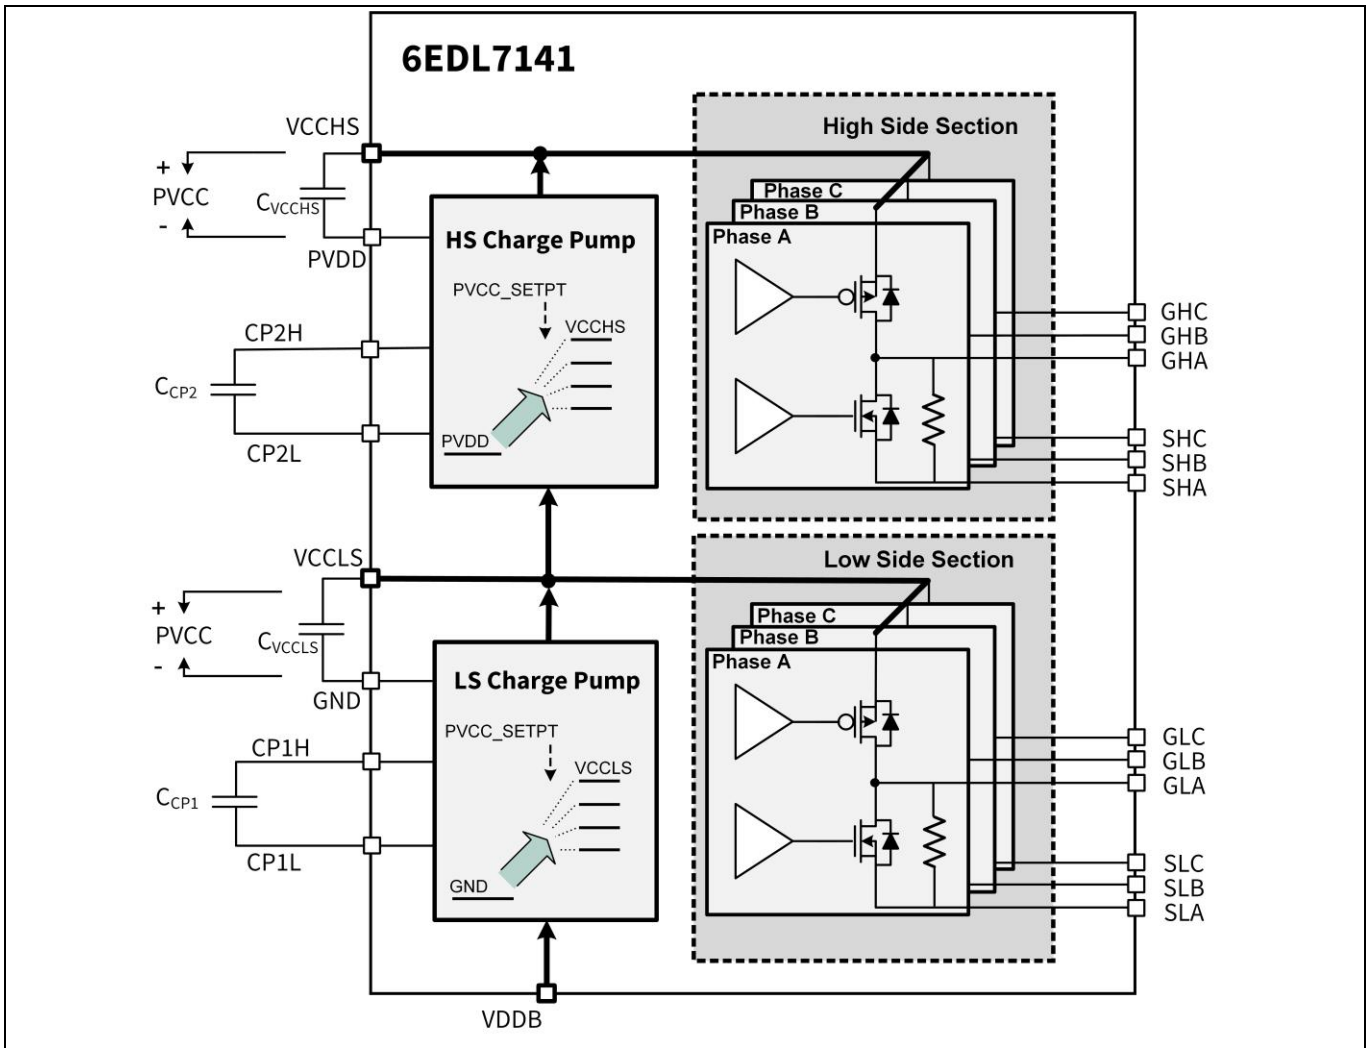 6EDL7141
VCCHS
+
PVCC
-
CVCCHS
PVDD
HS Charge Pump
PVCC_SETPT
VCCHS
PVDD
CP2H
CCP2
CP2L
High Side Section
Phase C
Phase B
Phase A
GHC
GHB
GHA
SHC
SHB
SHA
VCCLS
+
PVCC
-
CVCCLS
GND
LS Charge Pump
PVCC_SETPT
VCCLS
GND
CP1H
CCP1
CP1L
Low Side Section
Phase C
Phase B
Phase A
GLC
GLB
GLA
SLC
SLB
SLA
VDDB